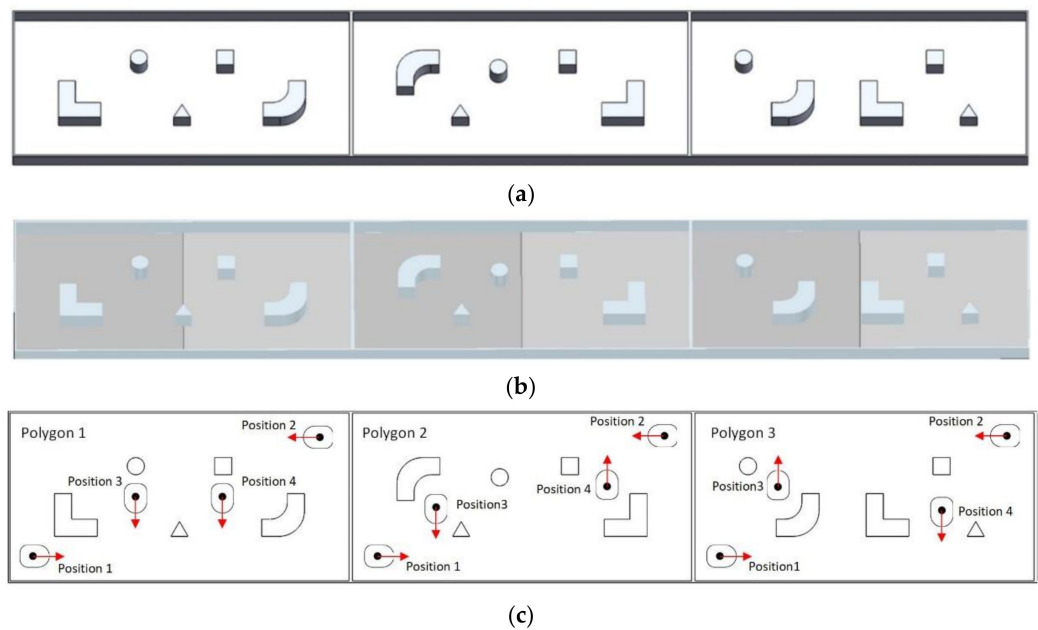 (a)
(b)
Polygon 1
Position 2
Position 3
Position 4
Position 1
Polygon 2
Position 2
Position 4
Position3
Position 1
Polygon 3
Position 2
Position3
Position 4
Position1
(c)